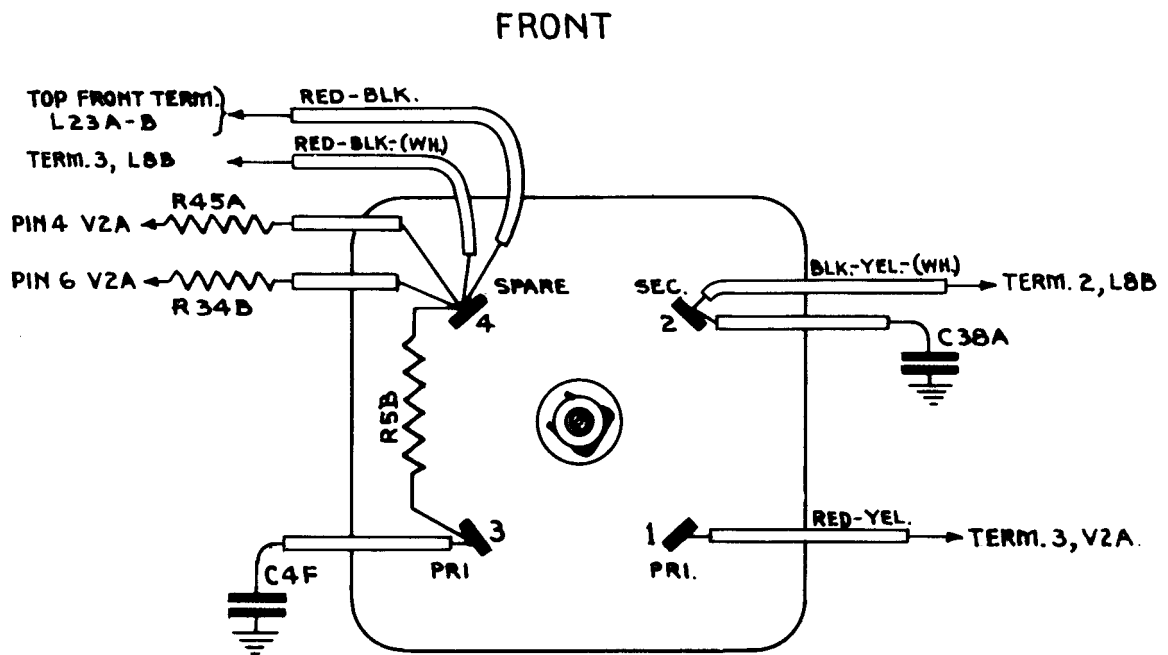 FRONT
TOP FRONT TERM.
L23A-B
RED-BLK.
TERM.3, L8B
RED-BLK-(WH.)
PIN 4 V2A
R45A
PIN 6 V2A
R34B
SPARE
4
SEC.
2
BLK.-YEL-(WH.)
TERM. 2, L8B
C38A
R5B
3
PRI
C4F
1
PRI.
RED-YEL.
TERM. 3, V2A.